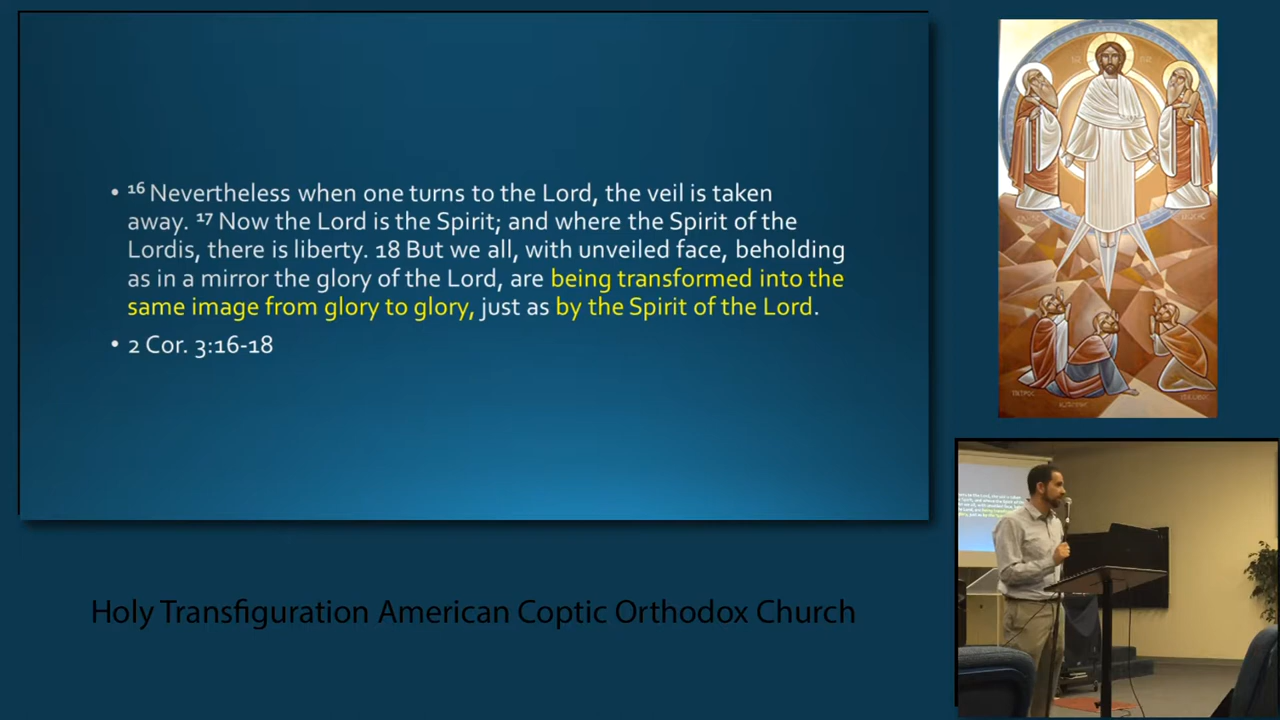 • ¹⁶ Nevertheless when one turns to the Lord, the veil is taken
away. ¹⁷ Now the Lord is the Spirit; and where the Spirit of the
Lordis, there is liberty. 18 But we all, with unveiled face, beholding
as in a mirror the glory of the Lord, are being transformed into the
same image from glory to glory, just as by the Spirit of the Lord.
• 2 Cor. 3:16-18
Holy Transfiguration American Coptic Orthodox Church